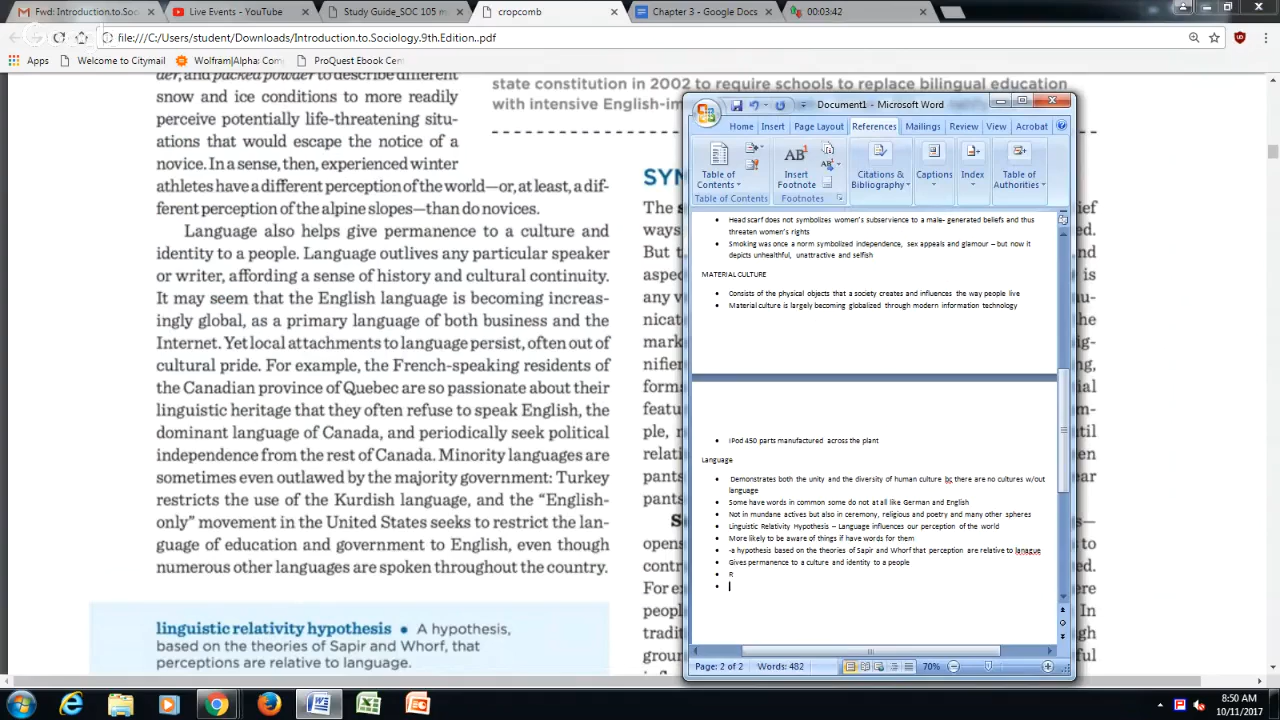 Fwd: Introduction.to.Soci
Live Events - YouTube
Study Guide_SOC 105 m
cropcomb
Chapter 3 - Google Docs
00:03:42
file:///C:/Users/student/Downloads/Introduction.to.Sociology.9th.Edition..pdf
Apps
Welcome to Citymail
Wolfram|Alpha: Com
ProQuest Ebook Cen
der, and packed powder to describe different
snow and ice conditions to more readily
perceive potentially life-threatening situ-
ations that would escape the notice of a
novice. In a sense, then, experienced winter
athletes have a different perception of the world—or, at least, a dif-
ferent perception of the alpine slopes—than do novices.
Language also helps give permanence to a culture and
identity to a people. Language outlives any particular speaker
or writer, affording a sense of history and cultural continuity.
It may seem that the English language is becoming increas-
ingly global, as a primary language of both business and the
Internet. Yet local attachments to language persist, often out of
cultural pride. For example, the French-speaking residents of
the Canadian province of Quebec are so passionate about their
linguistic heritage that they often refuse to speak English, the
dominant language of Canada, and periodically seek political
independence from the rest of Canada. Minority languages are
sometimes even outlawed by the majority government: Turkey
restricts the use of the Kurdish language, and the “English-
only” movement in the United States seeks to restrict the lan-
guage of education and government to English, even though
numerous other languages are spoken throughout the country.
linguistic relativity hypothesis • A hypothesis,
based on the theories of Sapir and Whorf, that
perceptions are relative to language.
state constitution in 2002 to require schools to replace bilingual education
with intensive English-im
SYM
The s
ways
But t
aspec
any v
nicat
mark
nifie
form
featu
ple, r
relat
pants
pants
Se
opens
contr
For e
peopl
tradit
groun
Document1 - Microsoft Word
Home Insert Page Layout References Mailings Review View Acrobat
Table of Contents
Insert Footnote
Citations & Bibliography
Captions
Index
Table of Authorities
Table of Contents
Footnotes
• Head scarf does not symbolizes women's subservience to a male- generated beliefs and thus
threaten women's rights
• Smoking was once a norm symbolized independence, sex appeals and glamour – but now it
depicts unhealthful, unattractive and selfish
MATERIAL CULTURE
• Consists of the physical objects that a society creates and influences the way people live
• Material culture is largely becoming globalized through modern information technology
• IPod 450 parts manufactured across the plant
Language
• Demonstrates both the unity and the diversity of human culture bc there are no cultures w/out
language
• Some have words in common some do not at all like German and English
• Not in mundane actives but also in ceremony, religious and poetry and many other spheres
• Linguistic Relativity Hypothesis – Language influences our perception of the world
• More likely to be aware of things if have words for them
• -a hypothesis based on the theories of Sapir and Whorf that perception are relative to lanague
• Gives permanence to a culture and identity to a people
• R
•
Page: 2 of 2 Words: 482
70%
8:50 AM
10/11/2017